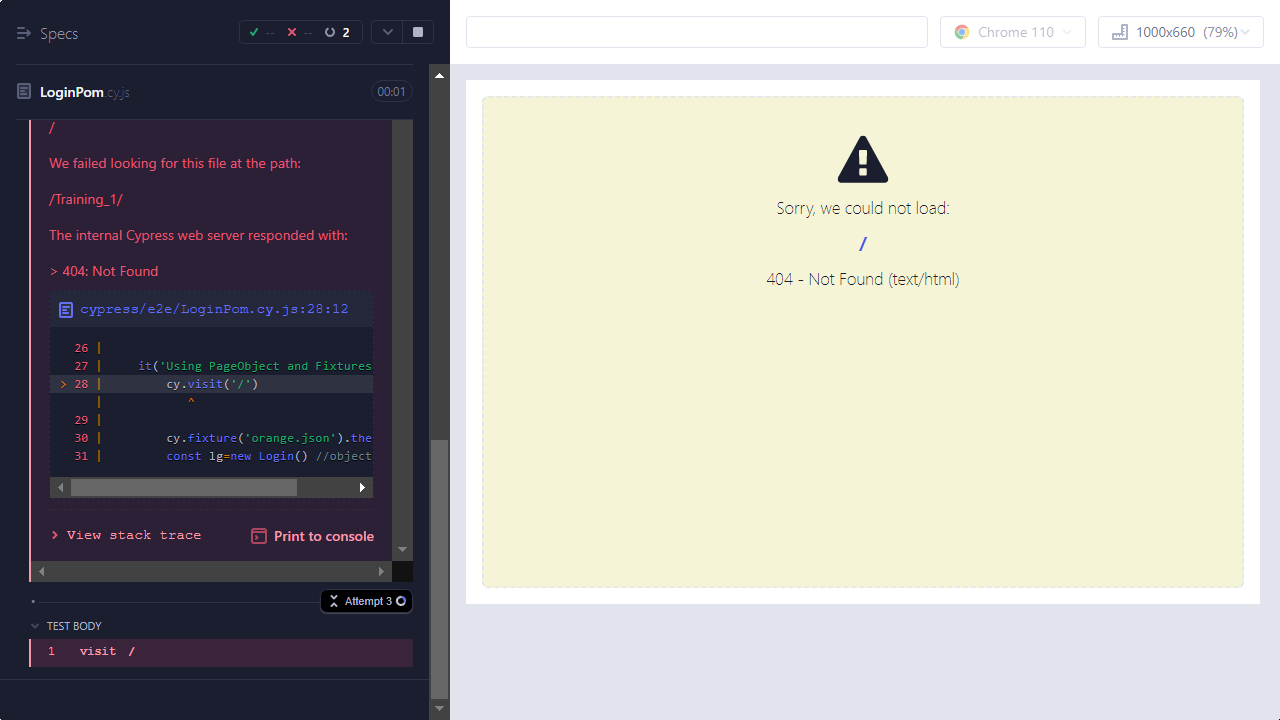 Specs
-- -- 2
LoginPom.cy.js
00:01
/
We failed looking for this file at the path:
/Training_1/
The internal Cypress web server responded with:
> 404: Not Found
cypress/e2e/LoginPom.cy.js:28:12
26 |
27 | it('Using PageObject and Fixtures
> 28 | cy.visit('/')
| ^
29 |
30 | cy.fixture('orange.json').the
31 | const lg=new Login() //object
View stack trace
Print to console
Attempt 3
TEST BODY
1 visit /
Chrome 110
1000x660 (79%)
Sorry, we could not load:
/
404 - Not Found (text/html)